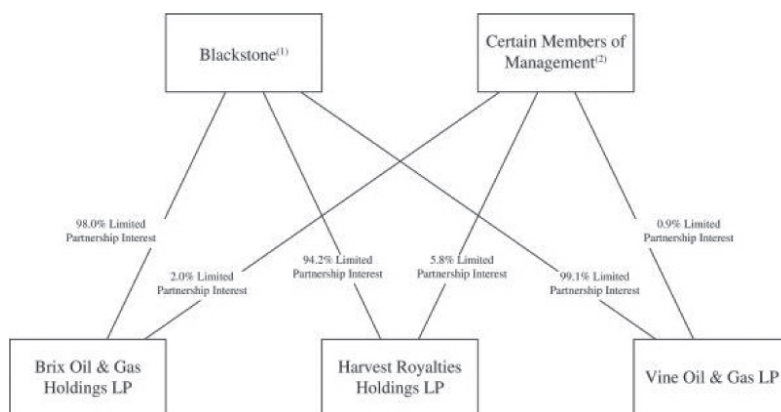 Blackstone(1)
Certain Members of
Management(2)
98.0% Limited
Partnership Interest
2.0% Limited
Partnership Interest
94.2% Limited
Partnership Interest
5.8% Limited
Partnership Interest
99.1% Limited
Partnership Interest
0.9% Limited
Partnership Interest
Brix Oil & Gas
Holdings LP
Harvest Royalties
Holdings LP
Vine Oil & Gas LP